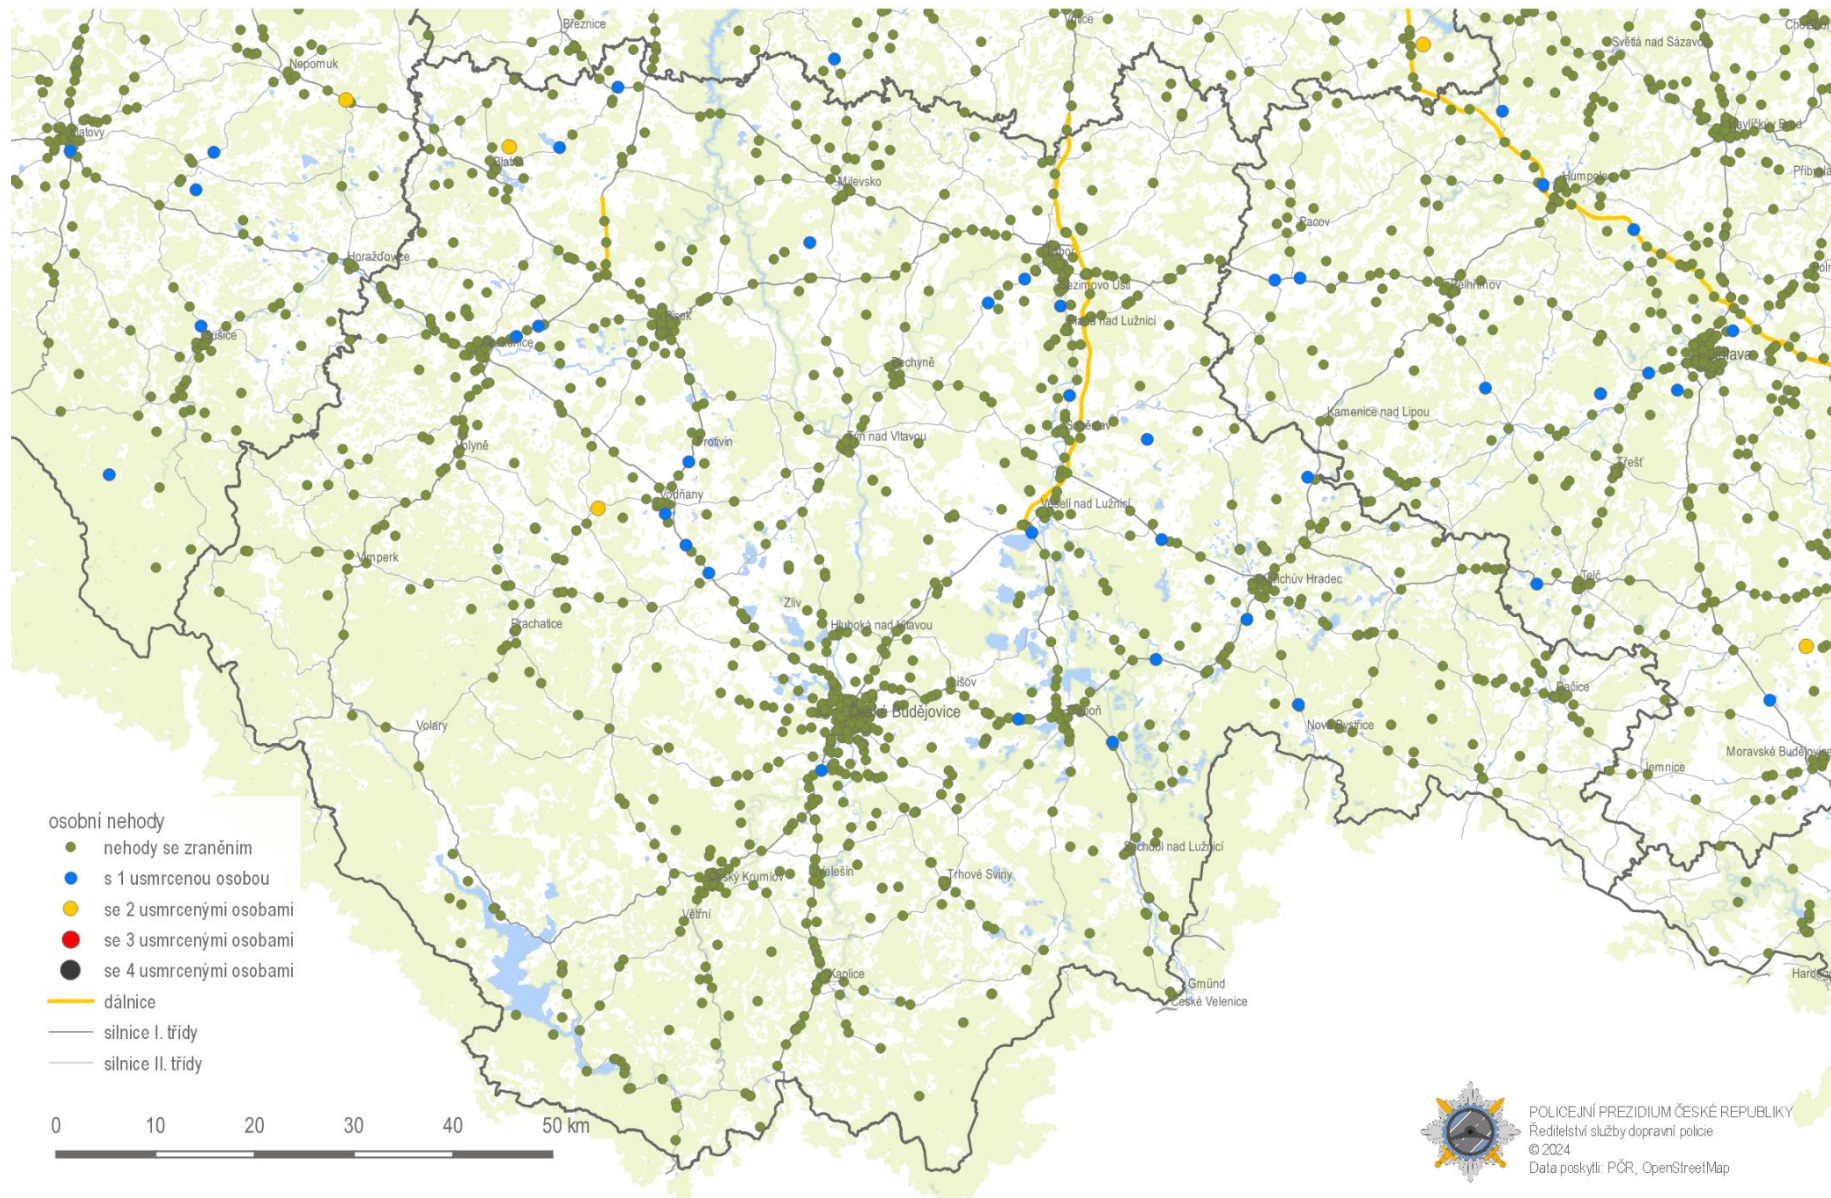 Březnice
Votice
Světlá nad Sázavou
Nepomuk
Havlíčkův Brod
Blatná
Humpolec
Milevsko
Pacov
Horažďovice
Tábor
Sezimovo Ústí
Pelhřimov
Písek
Planá nad Lužnicí
Sušice
Jihlava
Bechyně
Kamenice nad Lipou
Soběslav
Týn nad Vltavou
Protivín
Volyně
Třešť
Vodňany
Veselí nad Lužnicí
Vimperk
Jindřichův Hradec
Telč
Zliv
Prachatice
Hluboká nad Vltavou
Lišov
Dačice
České Budějovice
Třeboň
Volary
Nová Bystřice
Moravské Budějovice
Jemnice
osobní nehody
nehody se zraněním
s 1 usmrcenou osobou
se 2 usmrcenými osobami
se 3 usmrcenými osobami
se 4 usmrcenými osobami
dálnice
silnice I. třídy
silnice II. třídy
Suchdol nad Lužnicí
Velešín
Český Krumlov
Trhové Sviny
Větřní
Kaplice
Gmünd
České Velenice
0 10 20 30 40 50 km
POLICEJNÍ PREZIDIUM ČESKÉ REPUBLIKY
Ředitelství služby dopravní policie
© 2024
Data poskytli: PČR, OpenStreetMap